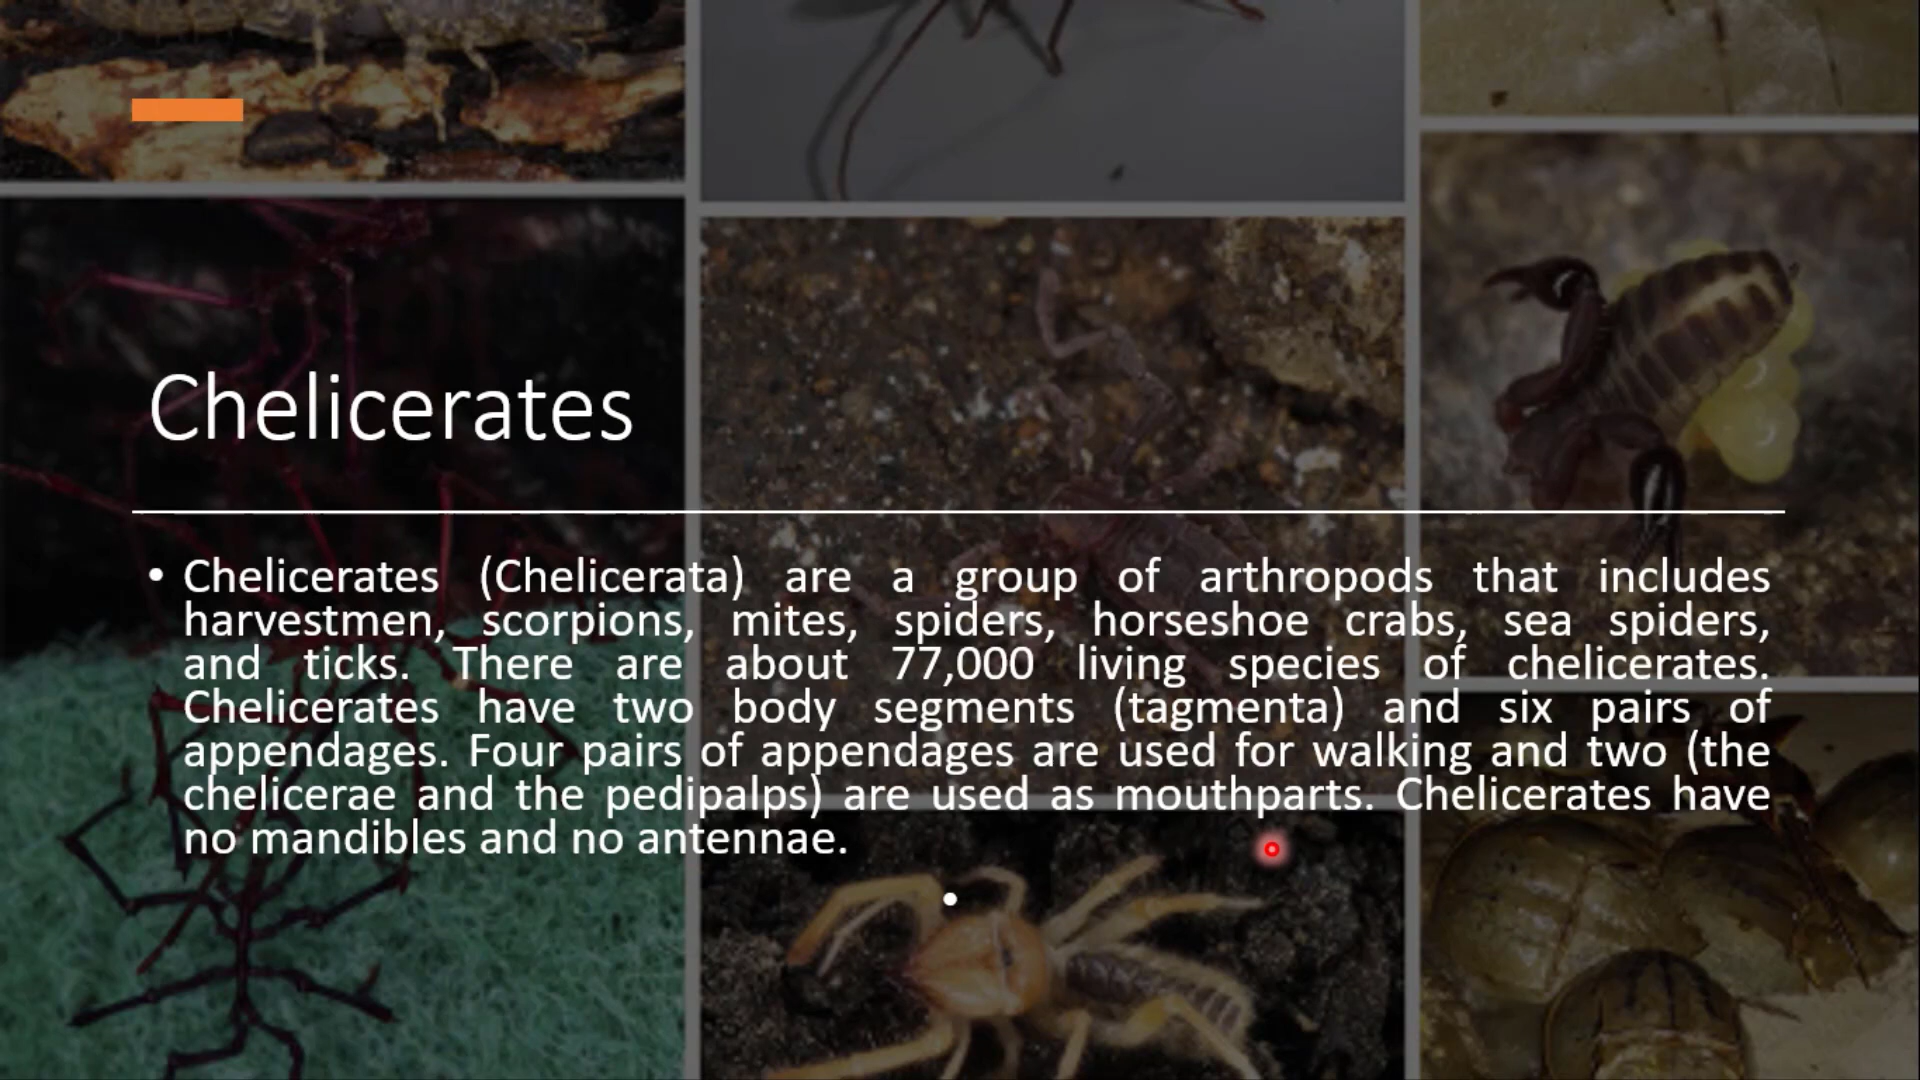 Chelicerates
• Chelicerates (Chelicerata) are a group of arthropods that includes
harvestmen, scorpions, mites, spiders, horseshoe crabs, sea spiders,
and ticks. There are about 77,000 living species of chelicerates.
Chelicerates have two body segments (tagmenta) and six pairs of
appendages. Four pairs of appendages are used for walking and two (the
chelicerae and the pedipalps) are used as mouthparts. Chelicerates have
no mandibles and no antennae.